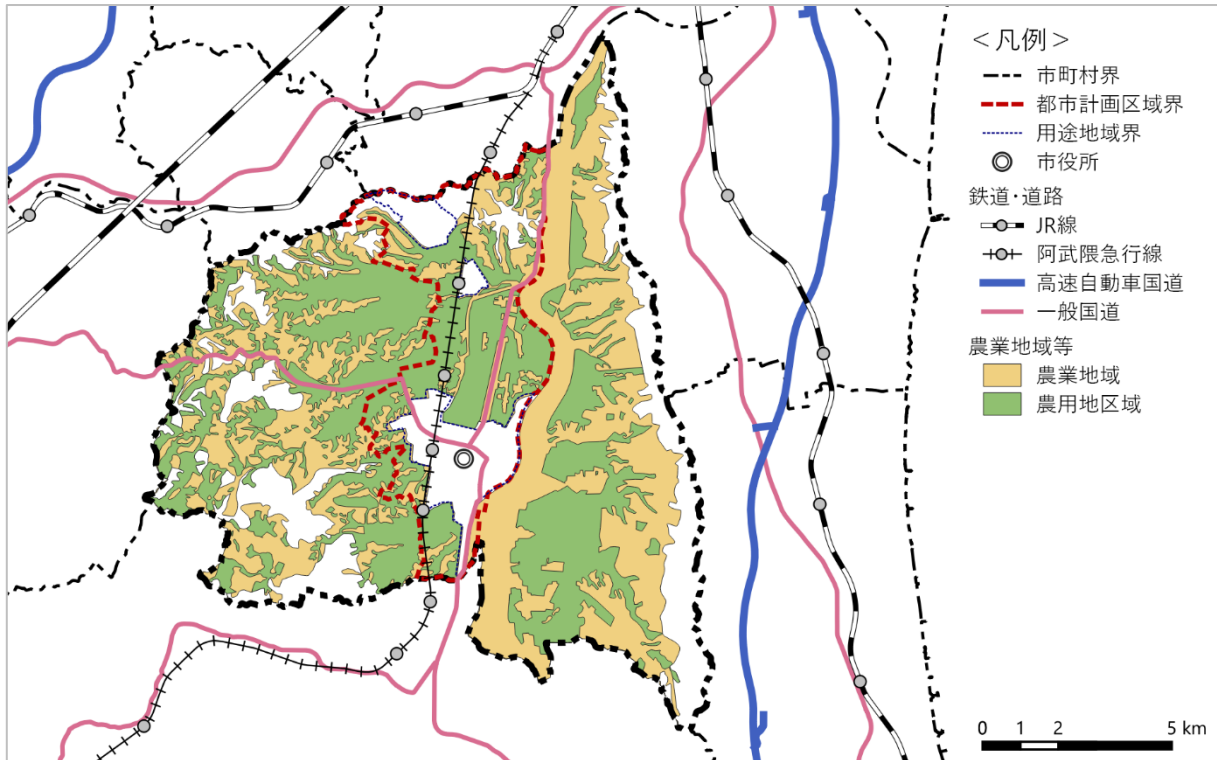 ＜凡例＞
市町村界
都市計画区域界
用途地域界
市役所
鉄道･道路
JR線
阿武隈急行線
高速自動車国道
一般国道
農業地域等
農業地域
農用地区域
0 1 2 5 km